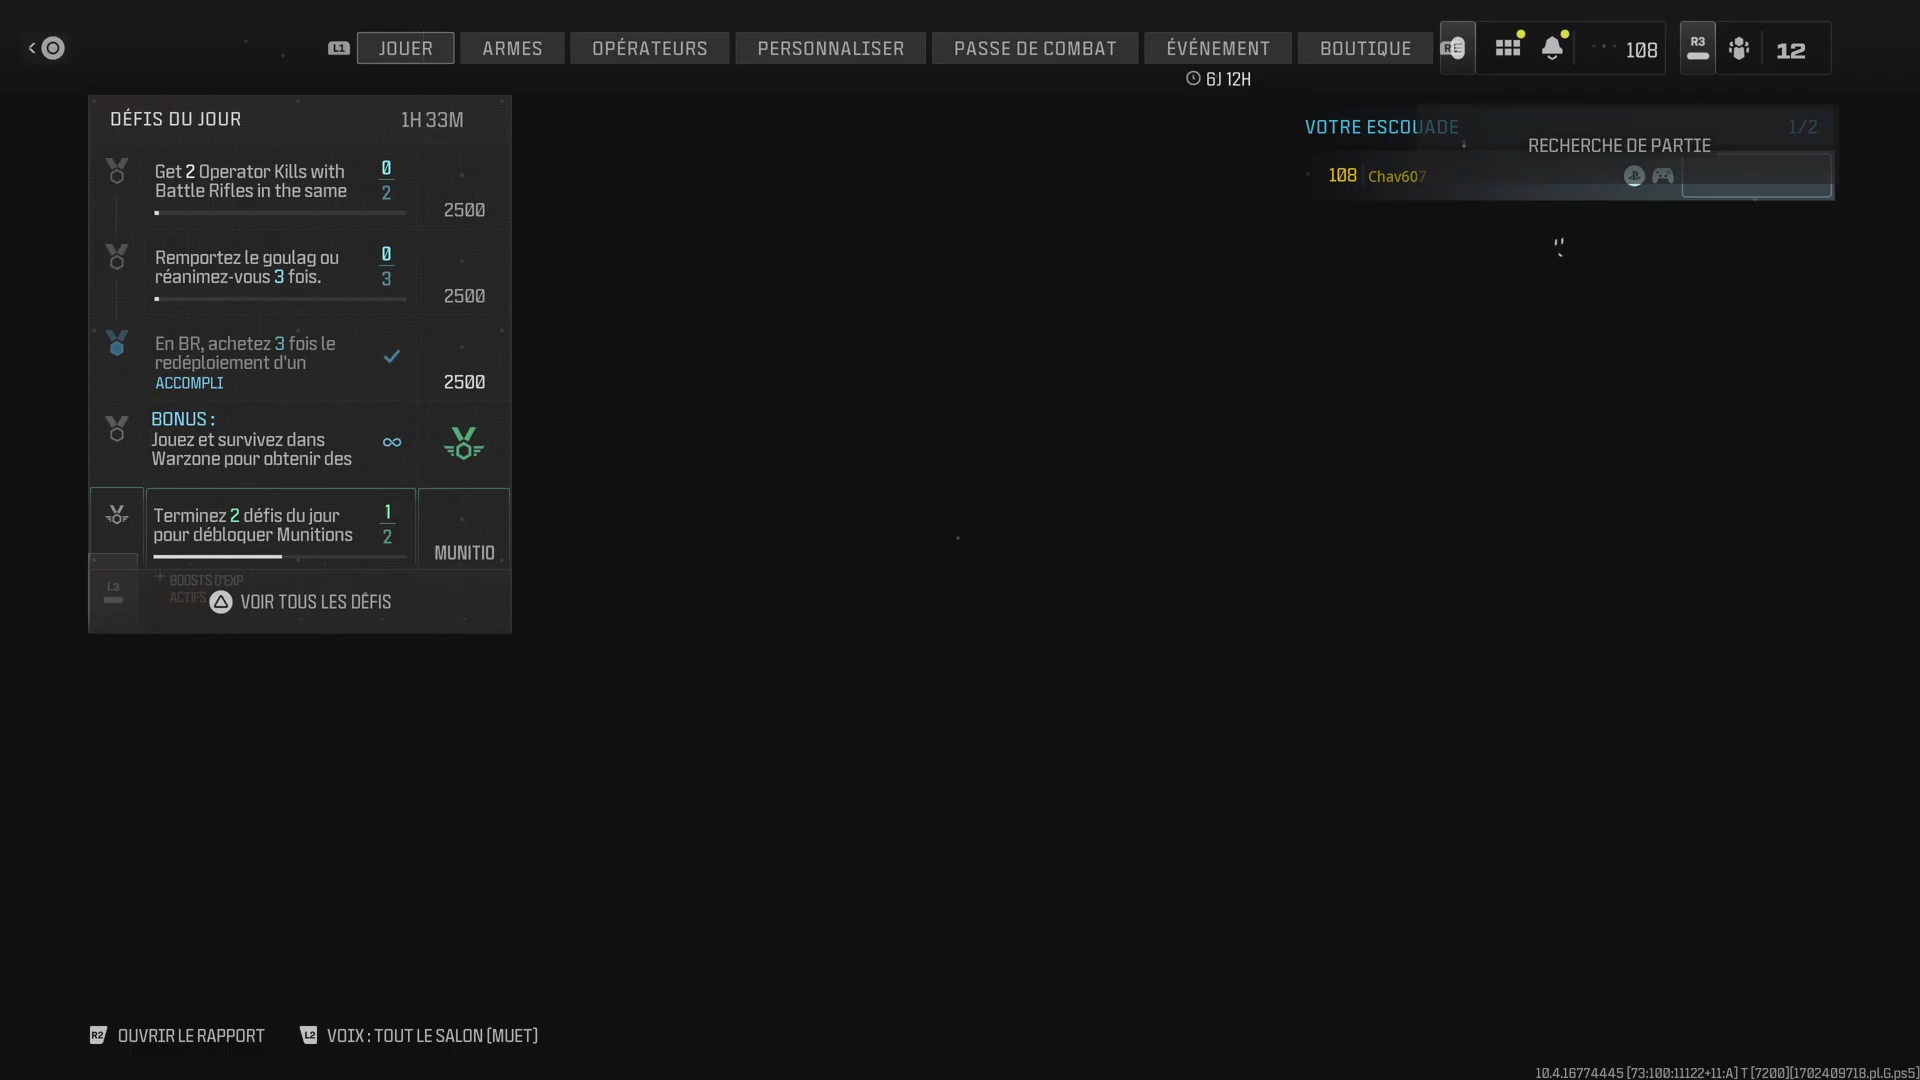 L1
JOUER
ARMES
OPÉRATEURS
PERSONNALISER
PASSE DE COMBAT
ÉVÉNEMENT
BOUTIQUE
108
R3
12
6J 12H
DÉFIS DU JOUR
1H 33M
Get 2 Operator Kills with
Battle Rifles in the same
0
2
2500
Remportez le goulag ou
réanimez-vous 3 fois.
0
3
2500
En BR, achetez 3 fois le
redéploiement d'un
ACCOMPLI
2500
BONUS :
Jouez et survivez dans
Warzone pour obtenir des
Terminez 2 défis du jour
pour débloquer Munitions
1
2
MUNITIO
L3
BOOSTS D'EXP
ACTIFS
VOIR TOUS LES DÉFIS
VOTRE ESCOUADE
1/2
RECHERCHE DE PARTIE
108
Chav607
R2 OUVRIR LE RAPPORT
L2 VOIX : TOUT LE SALON (MUET)
10.4.16774445 [73:100:11122+11:A] T [7200][1702409718.pl.G.ps5]